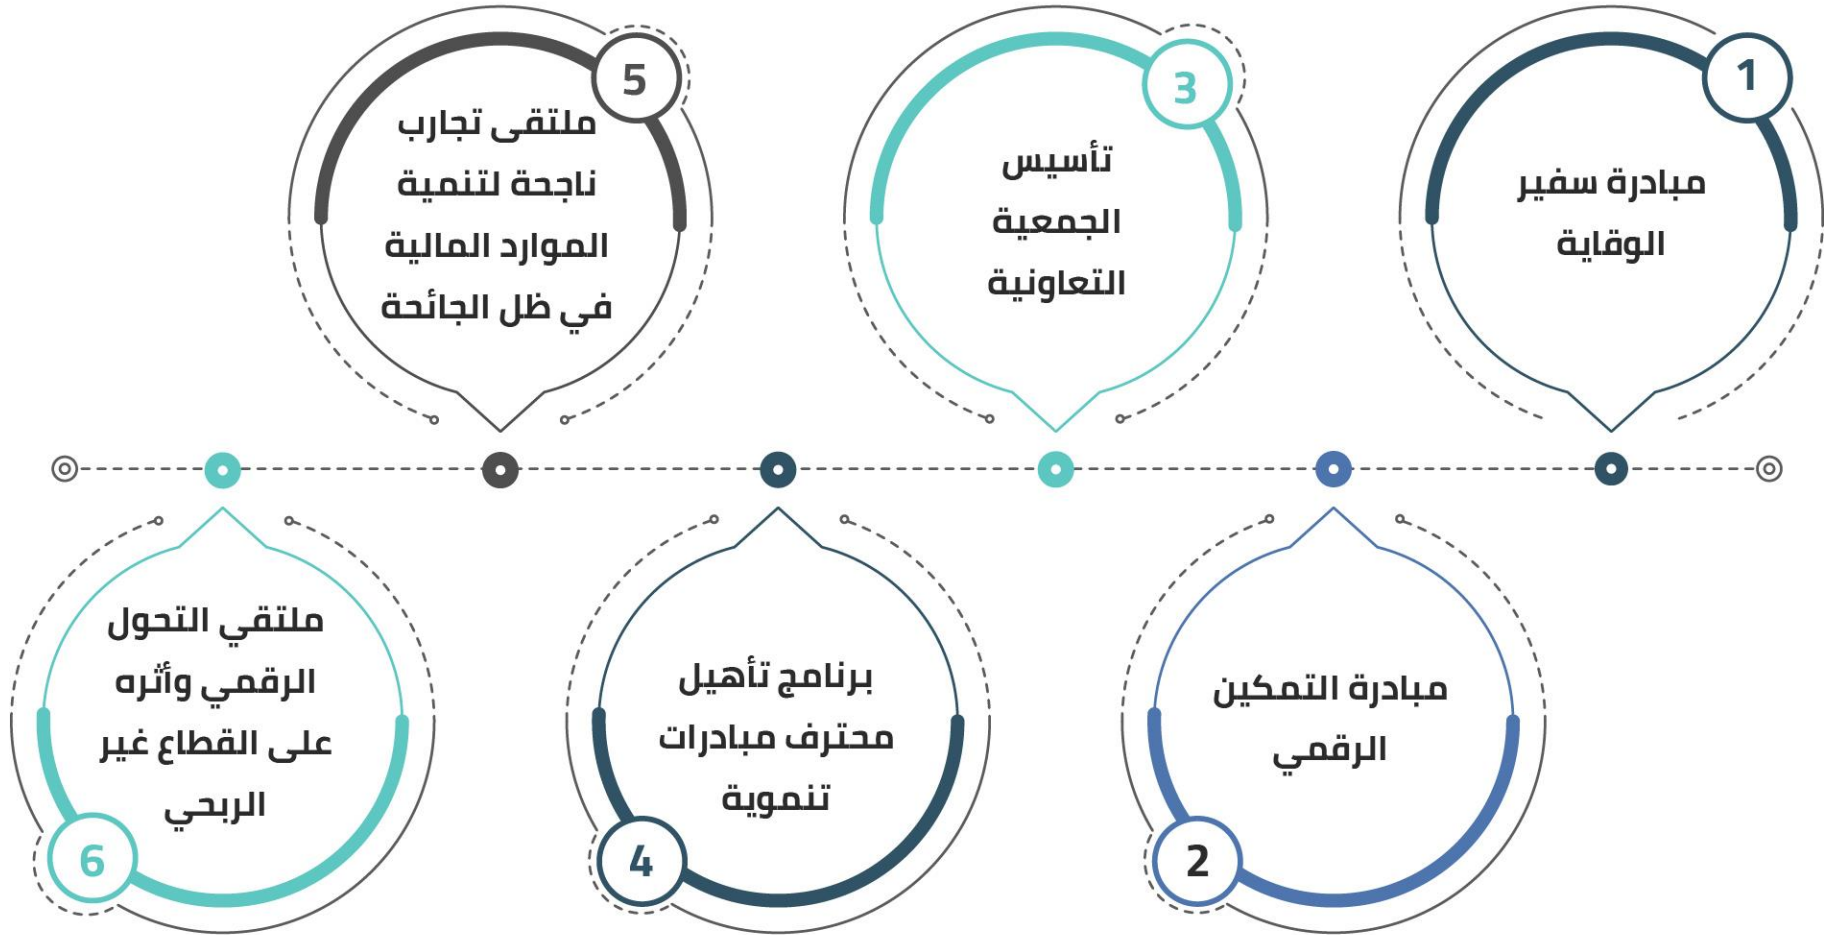 1
مبادرة سفير
الوقاية
2
مبادرة التمكين
الرقمي
3
تأسيس
الجمعية
التعاونية
4
برنامج تأهيل
محترف مبادرات
تنموية
5
ملتقى تجارب
ناجحة لتنمية
الموارد المالية
في ظل الجائحة
6
ملتقي التحول
الرقمي وأثره
على القطاع غير
الربحي